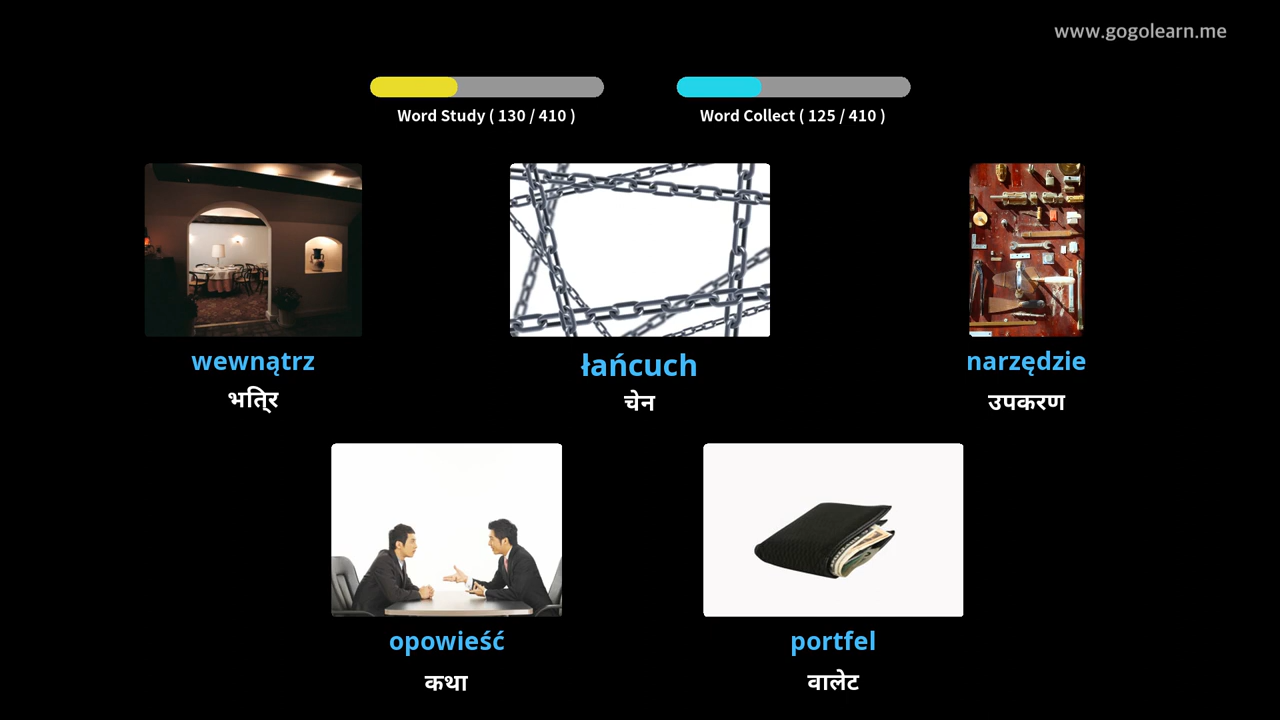 www.gogolearn.me
Word Study ( 130 / 410 )
Word Collect ( 125 / 410 )
wewnątrz
भित्रि
łańcuch
चेन
narzędzie
उपकरण
opowieść
कथा
portfel
वालेट